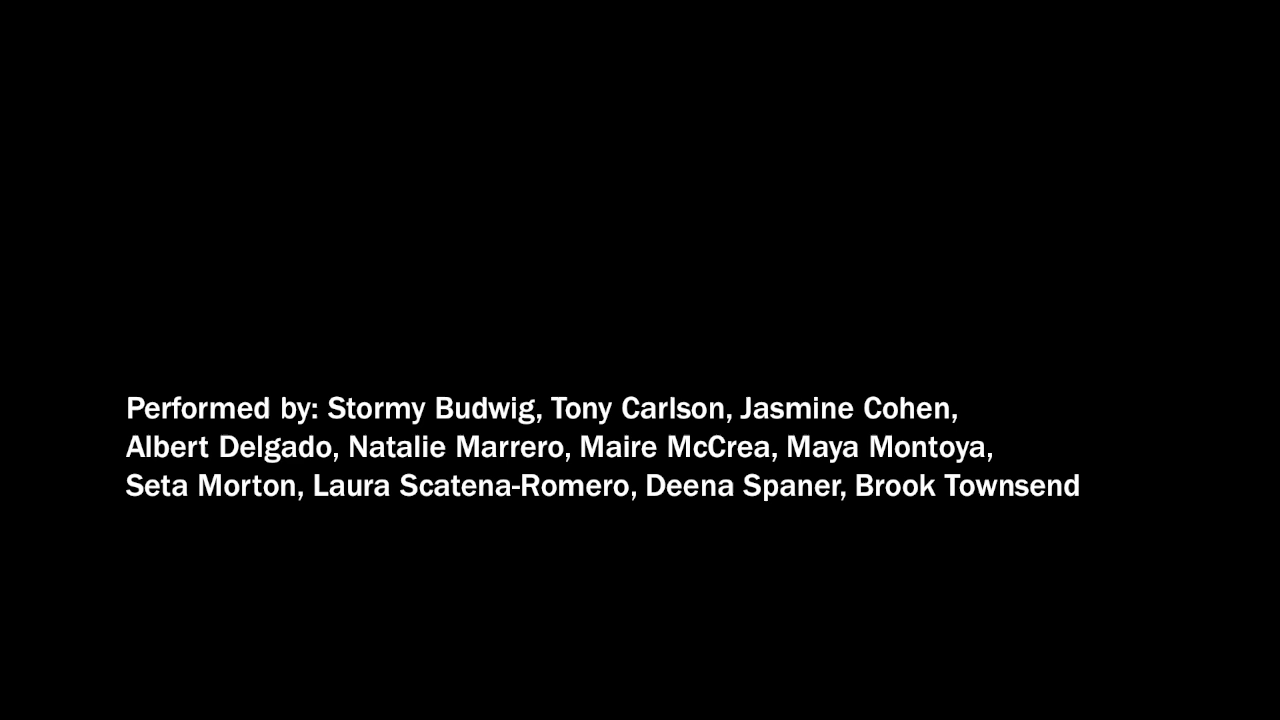 Performed by: Stormy Budwig, Tony Carlson, Jasmine Cohen,
Albert Delgado, Natalie Marrero, Maire McCrea, Maya Montoya,
Seta Morton, Laura Scatena-Romero, Deena Spaner, Brook Townsend